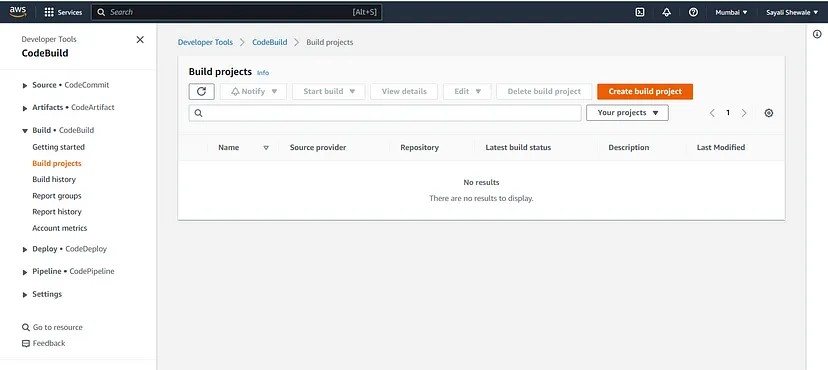 aws Services Search [Alt+S] Mumbai Sayali Shewale
Developer Tools
CodeBuild
Source • CodeCommit
Artifacts • CodeArtifact
Build • CodeBuild
Getting started
Build projects
Build history
Report groups
Report history
Account metrics
Deploy • CodeDeploy
Pipeline • CodePipeline
Settings
Go to resource
Feedback
Developer Tools > CodeBuild > Build projects
Build projects Info
Notify Start build View details Edit Delete build project Create build project
Your projects 1
Name Source provider Repository Latest build status Description Last Modified
No results
There are no results to display.